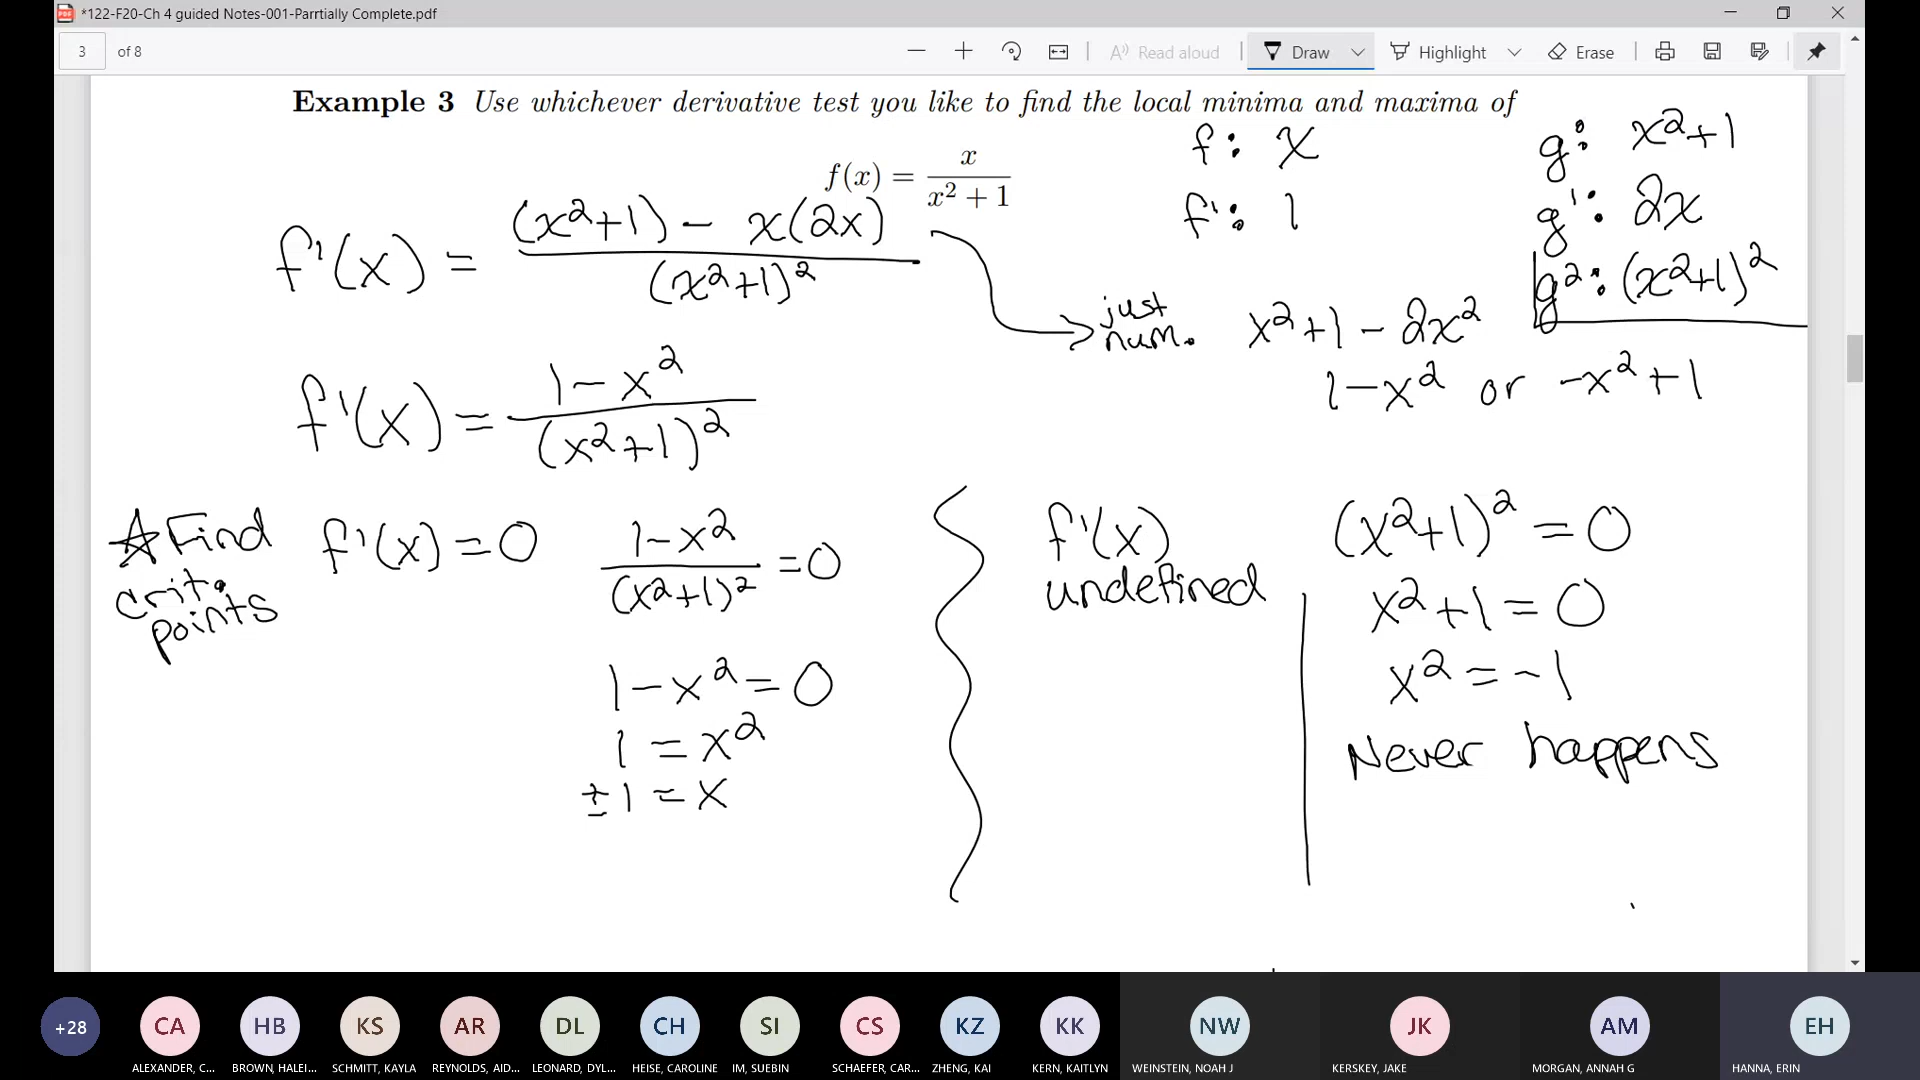 *122-F20-Ch 4 guided Notes-001-Parrtially Complete.pdf
3 of 8 Read aloud Draw Highlight Erase
Example 3 Use whichever derivative test you like to find the local minima and maxima of
f(x) = x / (x² + 1)
f: x
f': 1
g: x²+1
g': 2x
g²: (x²+1)²
f'(x) = ((x²+1) - x(2x)) / (x²+1)²
just num. x²+1 - 2x²
1-x² or -x²+1
f'(x) = (1-x²) / (x²+1)²
☆Find crit. points
f'(x) = 0
(1-x²) / (x²+1)² = 0
1-x² = 0
1 = x²
±1 = x
f'(x) undefined
(x²+1)² = 0
x²+1 = 0
x² = -1
Never happens
+28 CA HB KS AR DL CH SI CS KZ KK NW JK AM EH
ALEXANDER, C... BROWN, HALEI... SCHMITT, KAYLA REYNOLDS, AID... LEONARD, DYL... HEISE, CAROLINE IM, SUEBIN SCHAEFER, CAR... ZHENG, KAI KERN, KAITLYN WEINSTEIN, NOAH J KERSKEY, JAKE MORGAN, ANNAH G HANNA, ERIN